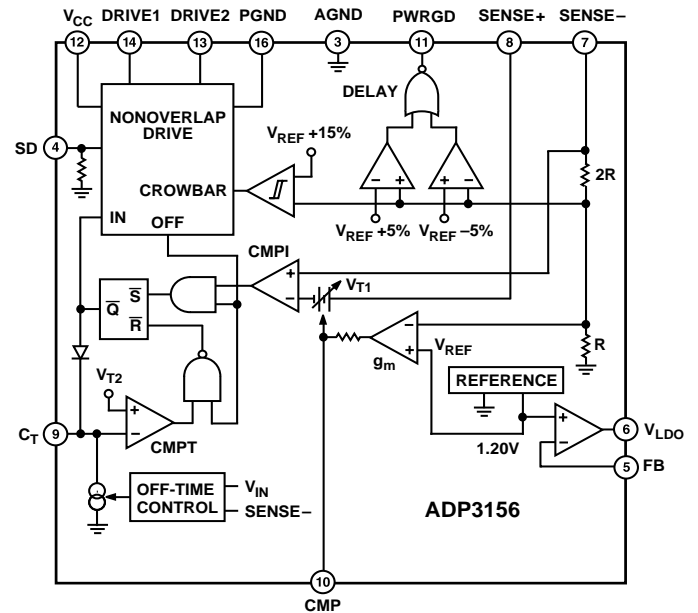 VCC DRIVE1 DRIVE2 PGND AGND PWRGD SENSE+ SENSE–
12 14 13 16 3 11 8 7
DELAY
NONOVERLAP
DRIVE
VREF +15%
SD 4
2R
CROWBAR
IN
OFF
VREF +5% VREF –5%
CMPI
VT1
Q S
R
VREF
gm
R
VT2
REFERENCE
CT 9
CMPT
1.20V
6 VLDO
5 FB
OFF-TIME
CONTROL
VIN
SENSE–
ADP3156
10
CMP